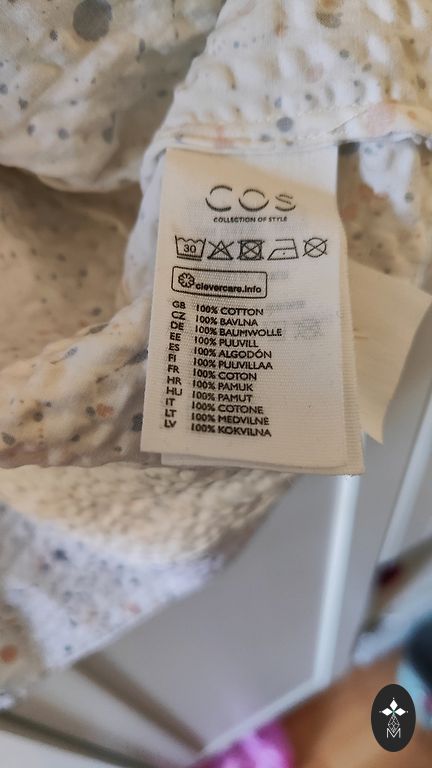 COS
COLLECTION OF STYLE
30
clevercare.info
GB 100% COTTON
CZ 100% BAVLNA
DE 100% BAUMWOLLE
EE 100% PUUVILL
ES 100% ALGODÓN
FI 100% PUUVILLAA
FR 100% COTON
HR 100% PAMUK
HU 100% PAMUT
IT 100% COTONE
LT 100% MEDVILNE
LV 100% KOKVILNA
M